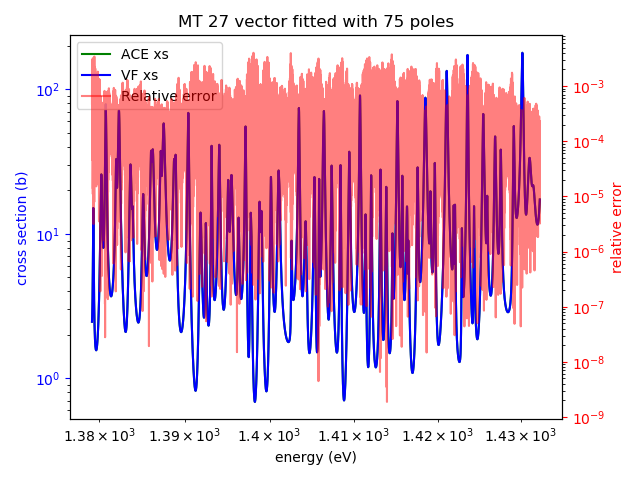 MT 27 vector fitted with 75 poles
ACE xs
VF xs
Relative error
cross section (b)
10²
10¹
10⁰
relative error
10⁻³
10⁻⁴
10⁻⁵
10⁻⁶
10⁻⁷
10⁻⁸
10⁻⁹
1.38×10³ 1.39×10³ 1.4×10³ 1.41×10³ 1.42×10³ 1.43×10³
energy (eV)